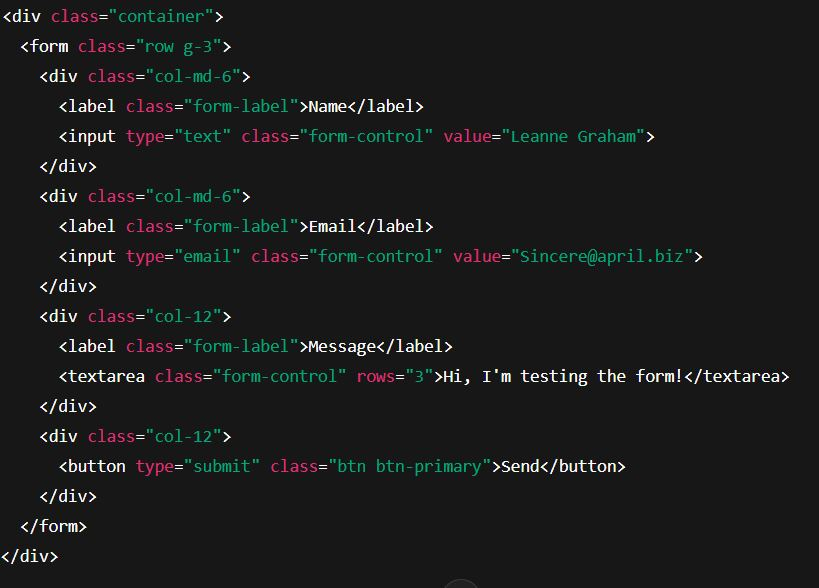 <div class="container">
  <form class="row g-3">
    <div class="col-md-6">
      <label class="form-label">Name</label>
      <input type="text" class="form-control" value="Leanne Graham">
    </div>
    <div class="col-md-6">
      <label class="form-label">Email</label>
      <input type="email" class="form-control" value="Sincere@april.biz">
    </div>
    <div class="col-12">
      <label class="form-label">Message</label>
      <textarea class="form-control" rows="3">Hi, I'm testing the form!</textarea>
    </div>
    <div class="col-12">
      <button type="submit" class="btn btn-primary">Send</button>
    </div>
  </form>
</div>